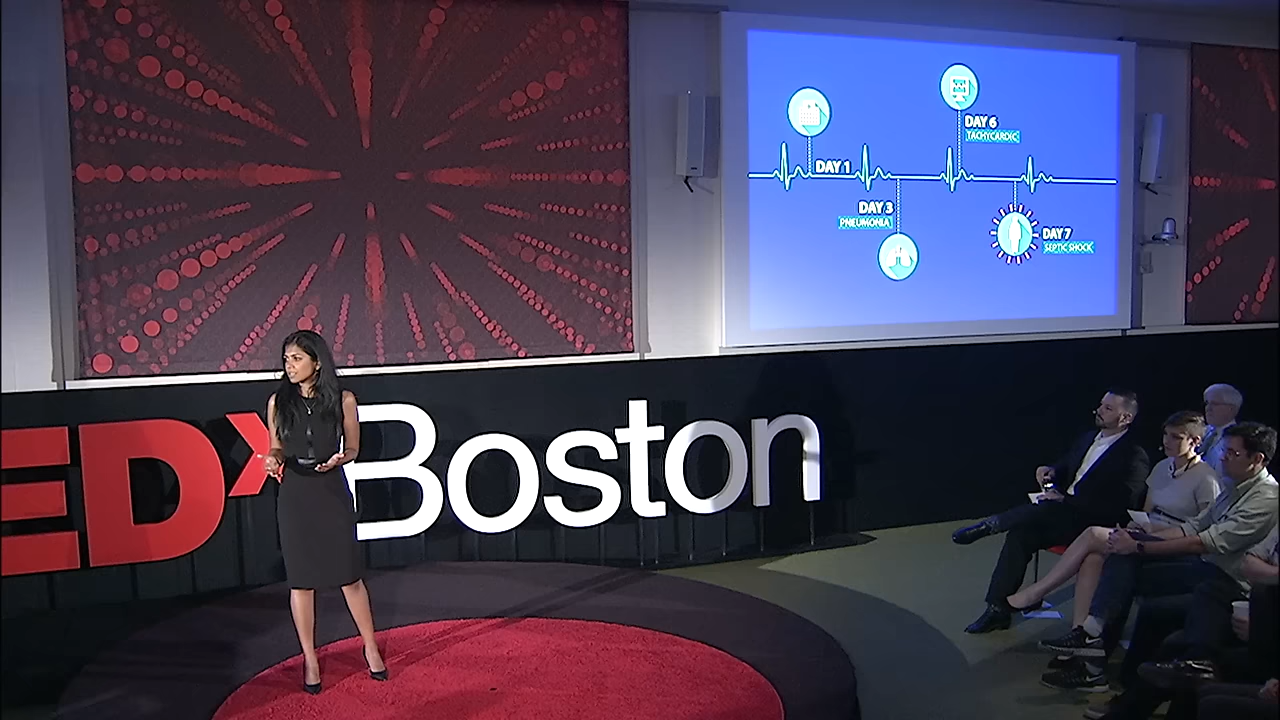 DAY 6
TACHYCARDIC
DAY 1
DAY 3
PNEUMONIA
DAY 7
SEPTIC SHOCK
EDx Boston